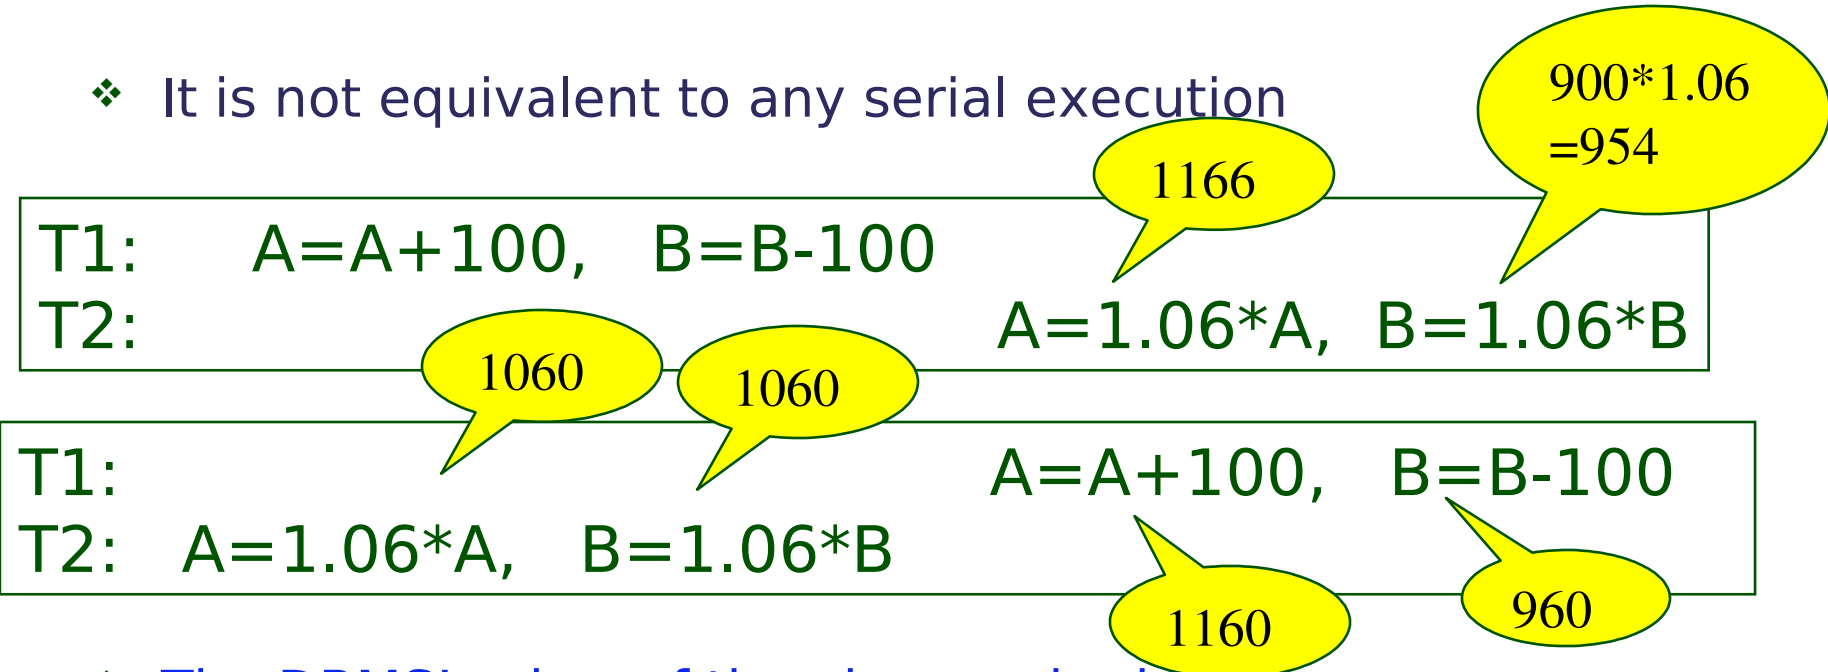 It is not equivalent to any serial execution
900*1.06
=954
1166
T1: A=A+100, B=B-100
T2: A=1.06*A, B=1.06*B
1060
1060
T1: A=A+100, B=B-100
T2: A=1.06*A, B=1.06*B
1160
960